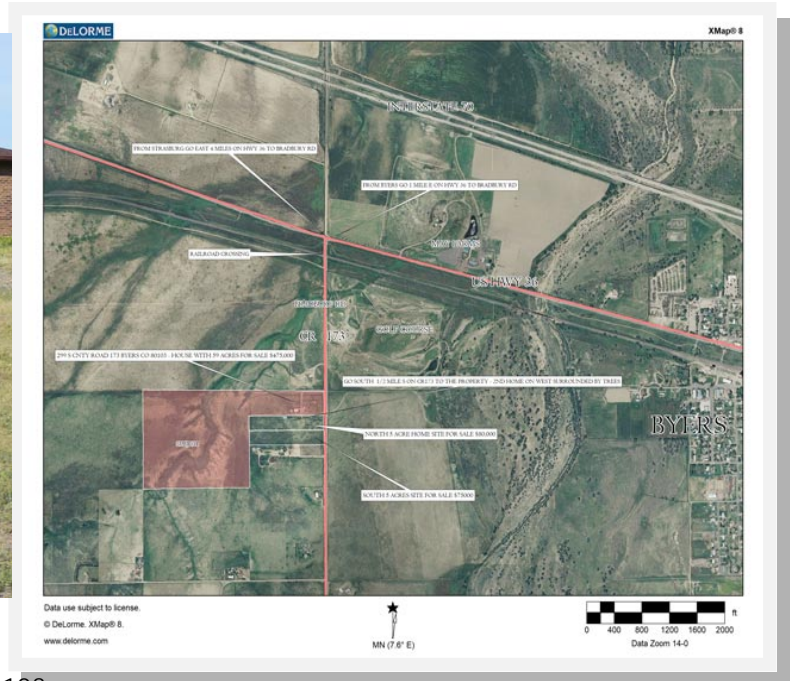 DELORME
XMap® 8
INTERSTATE 70
FROM STRASBURG GO EAST 4 MILES ON HWY 36 TO BRADBURY RD
FROM BYERS GO 1 MILE E ON HWY 36 TO BRADBURY RD
MAY FARMS
RAILROAD CROSSING
US HWY 36
GOLF COURSE
CR 173
299 S CNTY ROAD 173 BYERS CO 80103 - HOUSE WITH 59 ACRES FOR SALE $475,000
GO SOUTH 1/2 MILE S ON CR173 TO THE PROPERTY - 2ND HOME ON WEST SURROUNDED BY TREES
BYERS
NORTH 5 ACRE HOME SITE FOR SALE $80,000
SOUTH 5 ACRES SITE FOR SALE $75000
Data use subject to license.
© DeLorme. XMap® 8.
www.delorme.com
MN (7.6° E)
ft
0 400 800 1200 1600 2000
Data Zoom 14-0